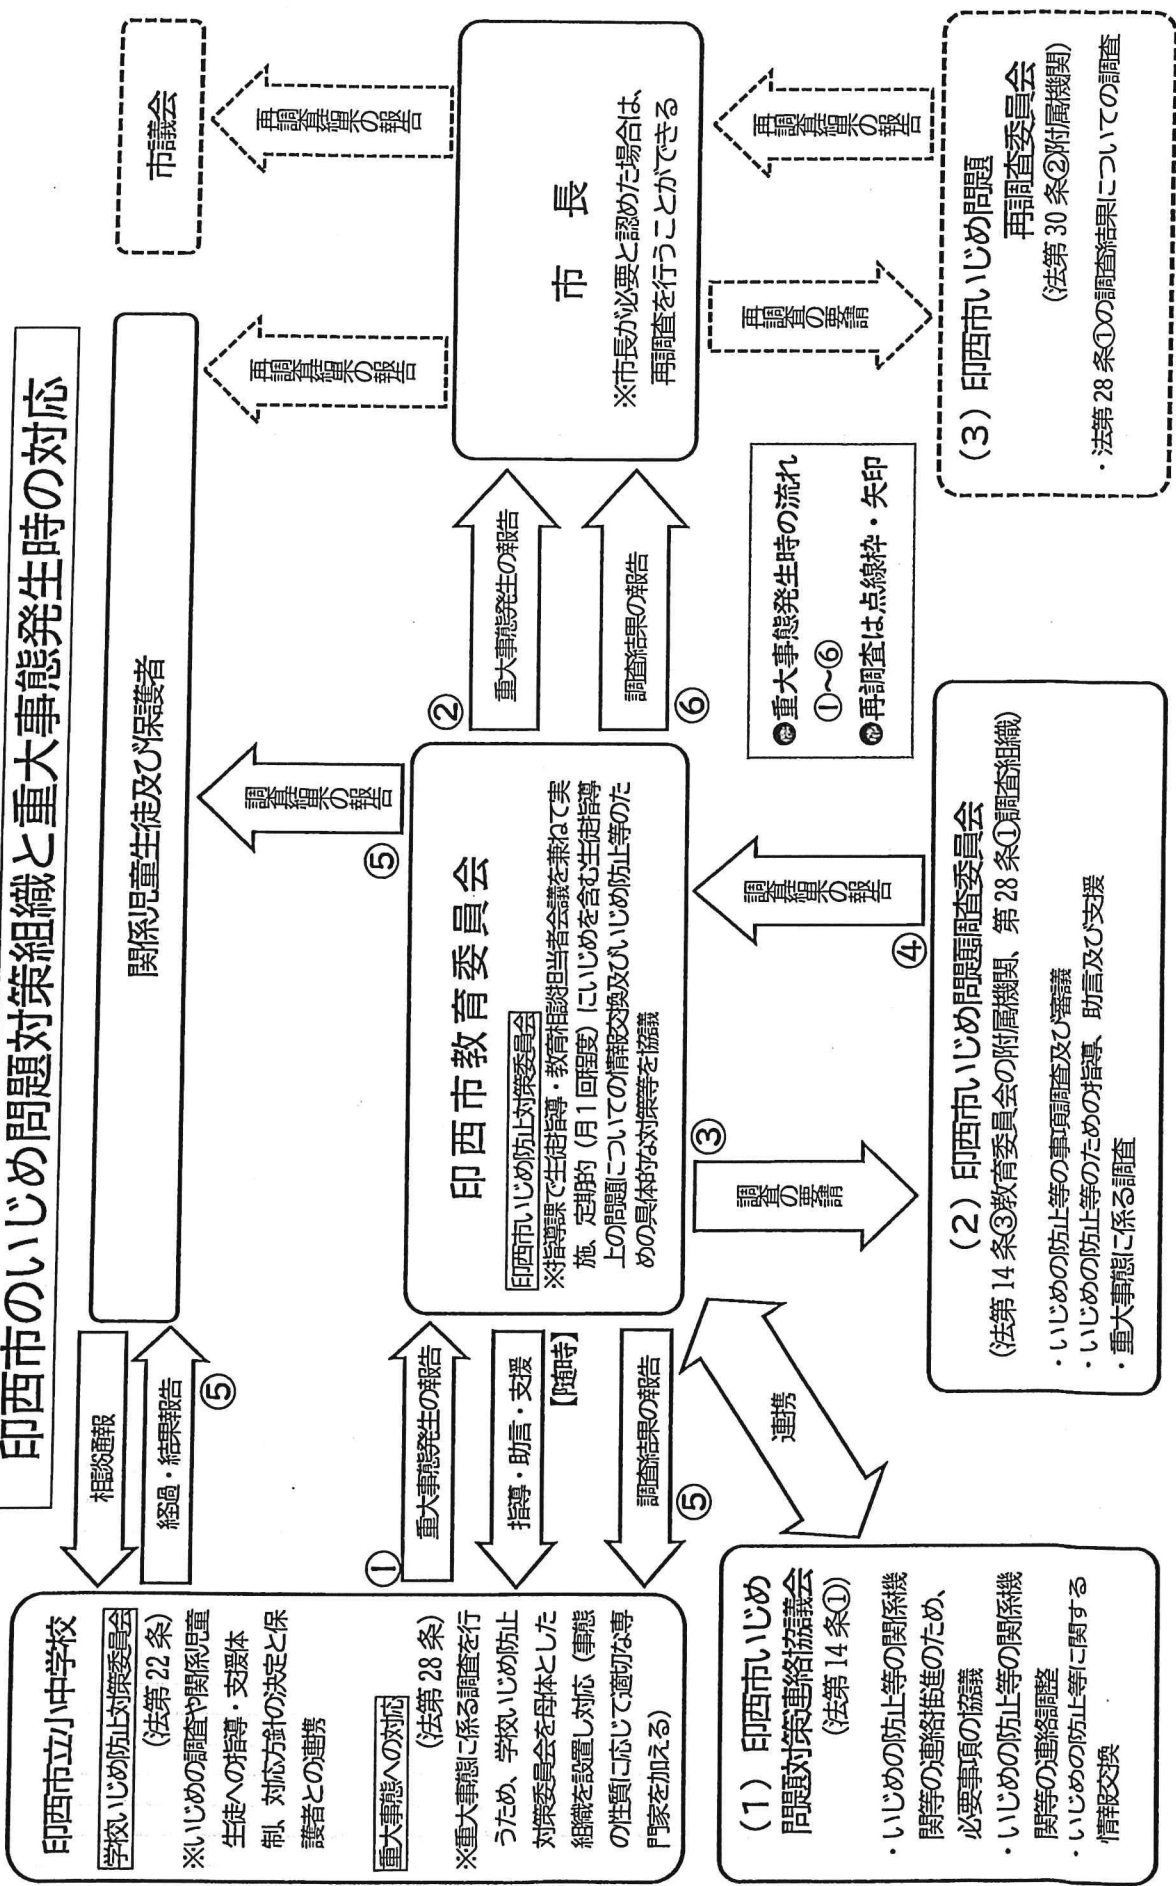 印西市のいじめ問題対策組織と重大事態発生時の対応
関係児童生徒及び保護者
市議会
相談通報
経過・結果報告
⑤
⑤
調査結果の報告
再調査結果の報告
再調査結果の報告
印西市立小中学校
学校いじめ防止対策委員会
(法第22条)
※いじめの調査や関係児童
生徒への指導・支援体
制、対応方針の決定と保
護者との連携
重大事態への対応
(法第28条)
※重大事態に係る調査を行
うため、学校いじめ防止
対策委員会を母体とした
組織を設置し対応(事態
の性質に応じて適切な専
門家を加える)
①
重大事態発生の報告
指導・助言・支援
【随時】
調査結果の報告
⑤
印西市教育委員会
印西市いじめ防止対策委員会
※指導課で生徒指導・教育相談担当者会議を兼ねて実
施、定期的(月1回程度)にいじめを含む生徒指導
上の問題についての情報交換及びいじめ防止等のた
めの具体的な対策等を協議
②
重大事態発生の報告
調査結果の報告
⑥
市長
※市長が必要と認めた場合は、
再調査を行うことができる
連携
③
調査の要請
④
調査結果の報告
●重大事態発生時の流れ
①~⑥
●再調査は点線枠・矢印
再調査の要請
再調査結果の報告
(1)印西市いじめ
問題対策連絡協議会
(法第14条①)
・いじめの防止等の関係機
関等の連絡推進のため、
必要事項の協議
・いじめの防止等の関係機
関等の連絡調整
・いじめの防止等に関する
情報交換
(2)印西市いじめ問題調査委員会
(法第14条③教育委員会の附属機関、第28条①調査組織)
・いじめの防止等の事項調査及び審議
・いじめの防止等のための指導、助言及び支援
・重大事態に係る調査
(3)印西市いじめ問題
再調査委員会
(法第30条②附属機関)
・法第28条①の調査結果についての調査